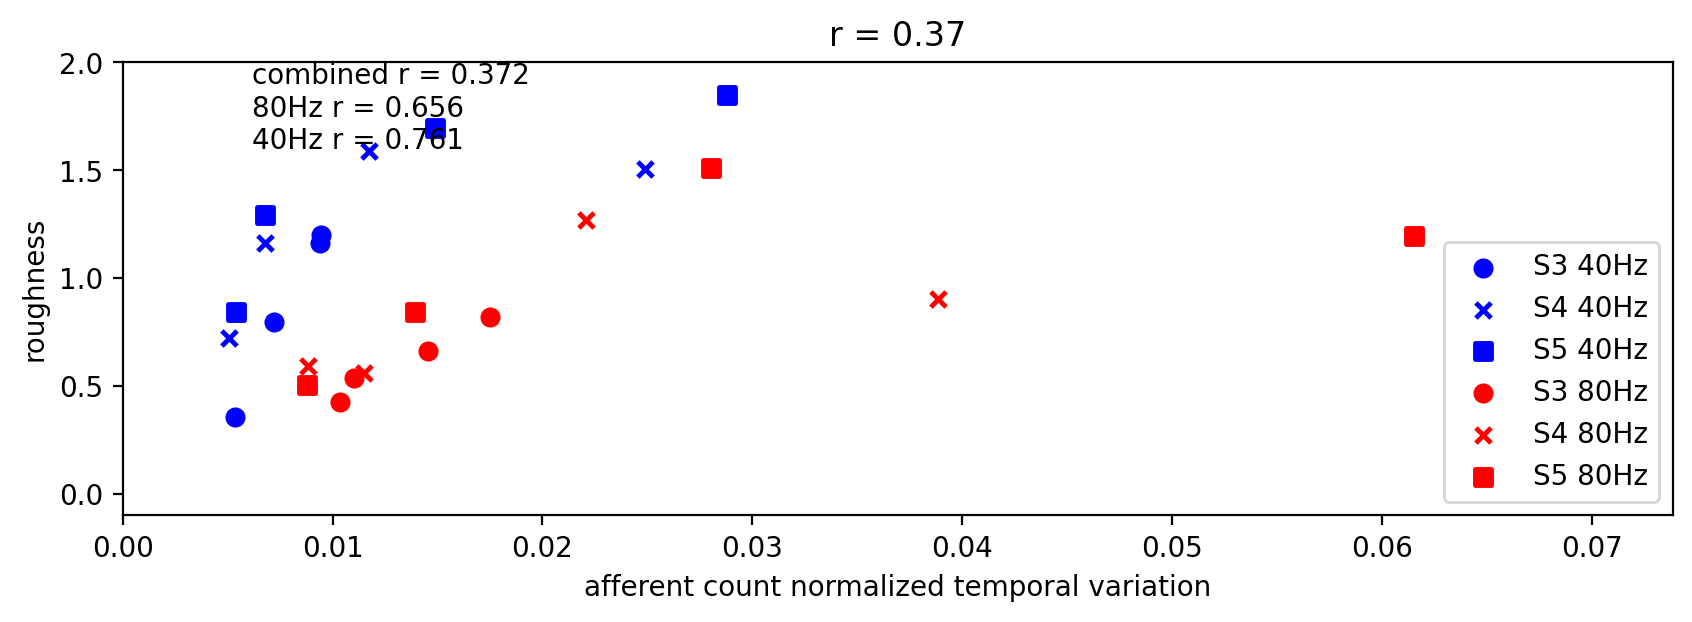 r = 0.37
combined r = 0.372
80Hz r = 0.656
40Hz r = 0.761
2.0
1.5
1.0
0.5
0.0
roughness
S3 40Hz
S4 40Hz
S5 40Hz
S3 80Hz
S4 80Hz
S5 80Hz
0.00 0.01 0.02 0.03 0.04 0.05 0.06 0.07
afferent count normalized temporal variation